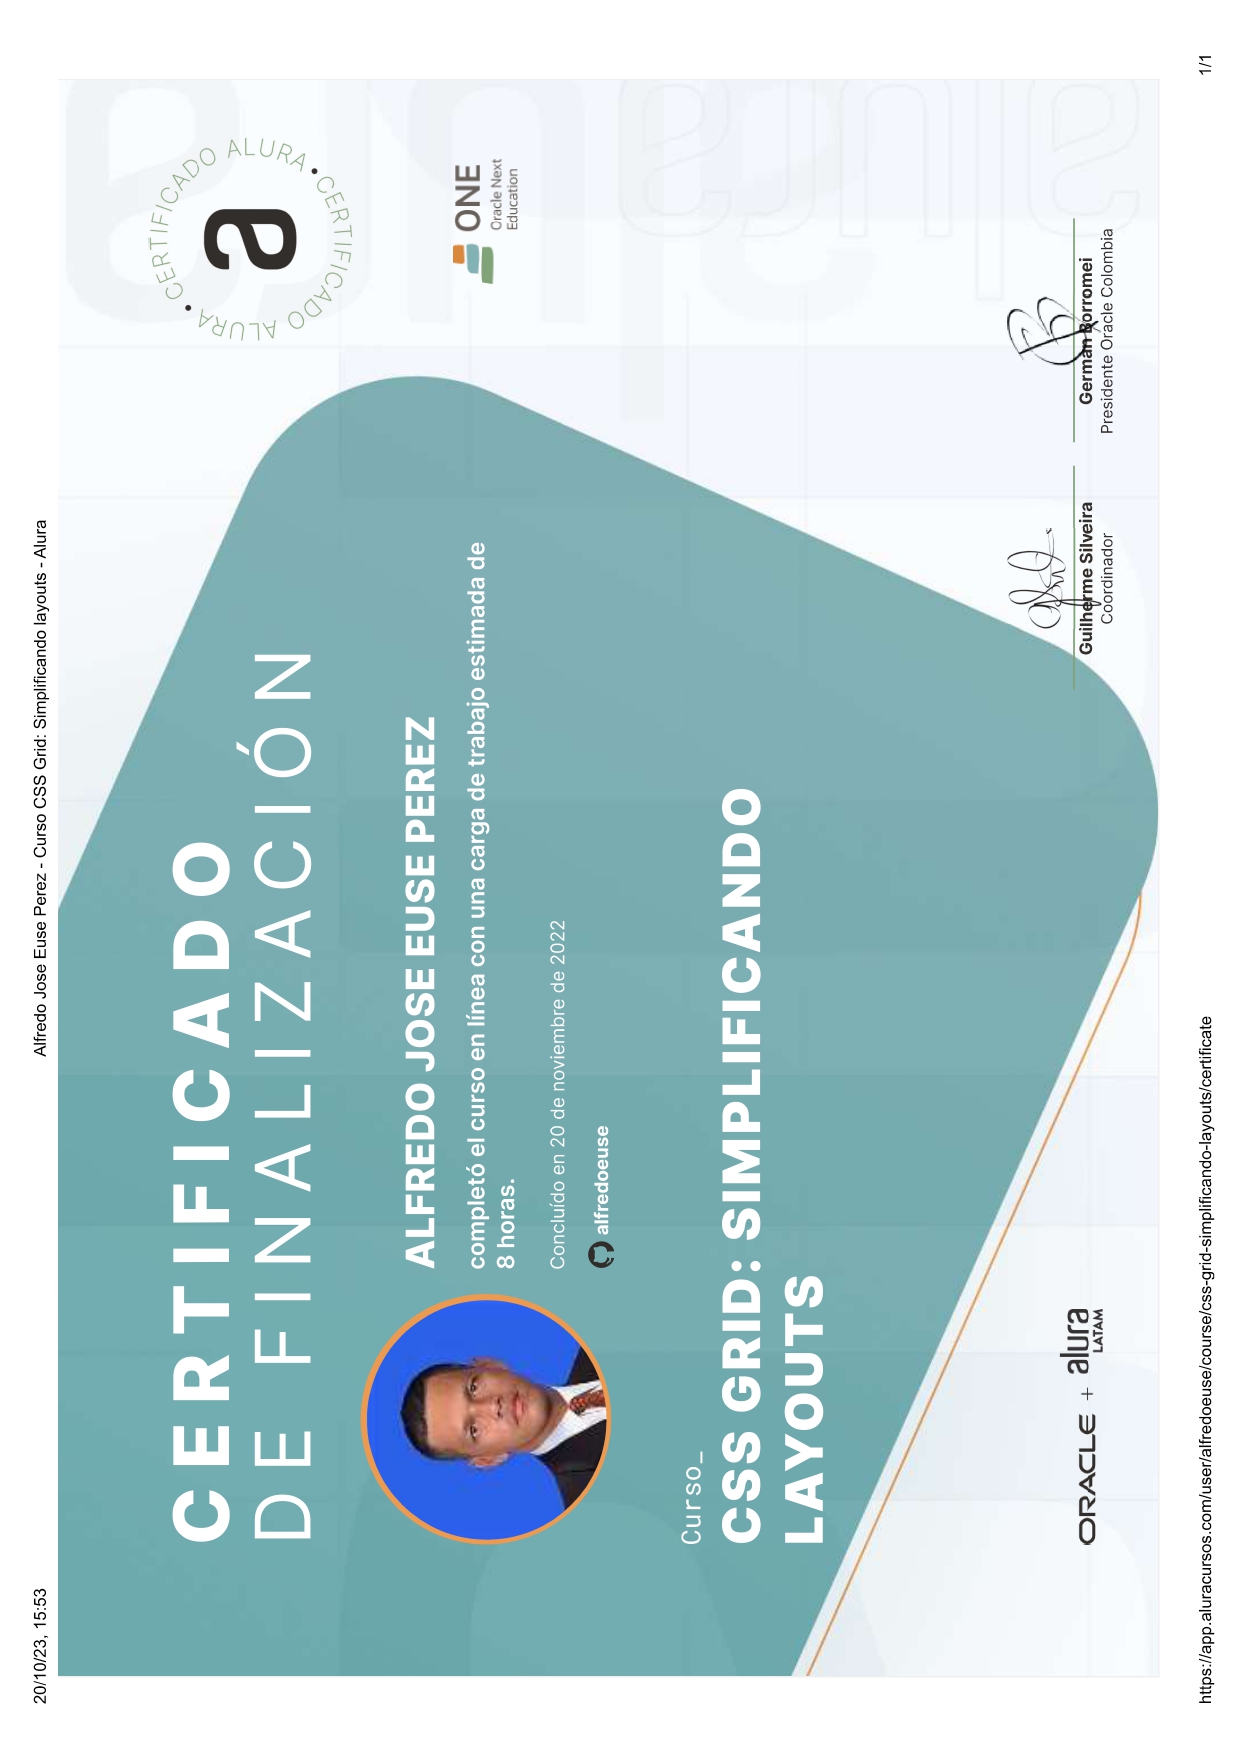 20/10/23, 15:53
Alfredo Jose Euse Perez - Curso CSS Grid: Simplificando layouts - Alura
CERTIFICADO
DE FINALIZACIÓN
CERTIFICADO ALURA • CERTIFICADO ALURA •
a
ALFREDO JOSE EUSE PEREZ
completó el curso en línea con una carga de trabajo estimada de
8 horas.
Concluído en 20 de noviembre de 2022
alfredoeuse
ONE
Oracle Next
Education
Curso_
CSS GRID: SIMPLIFICANDO
LAYOUTS
ORACLE + alura
LATAM
Guilherme Silveira
Coordinador
German Borromei
Presidente Oracle Colombia
alura
alura
https://app.aluracursos.com/user/alfredoeuse/course/css-grid-simplificando-layouts/certificate
1/1